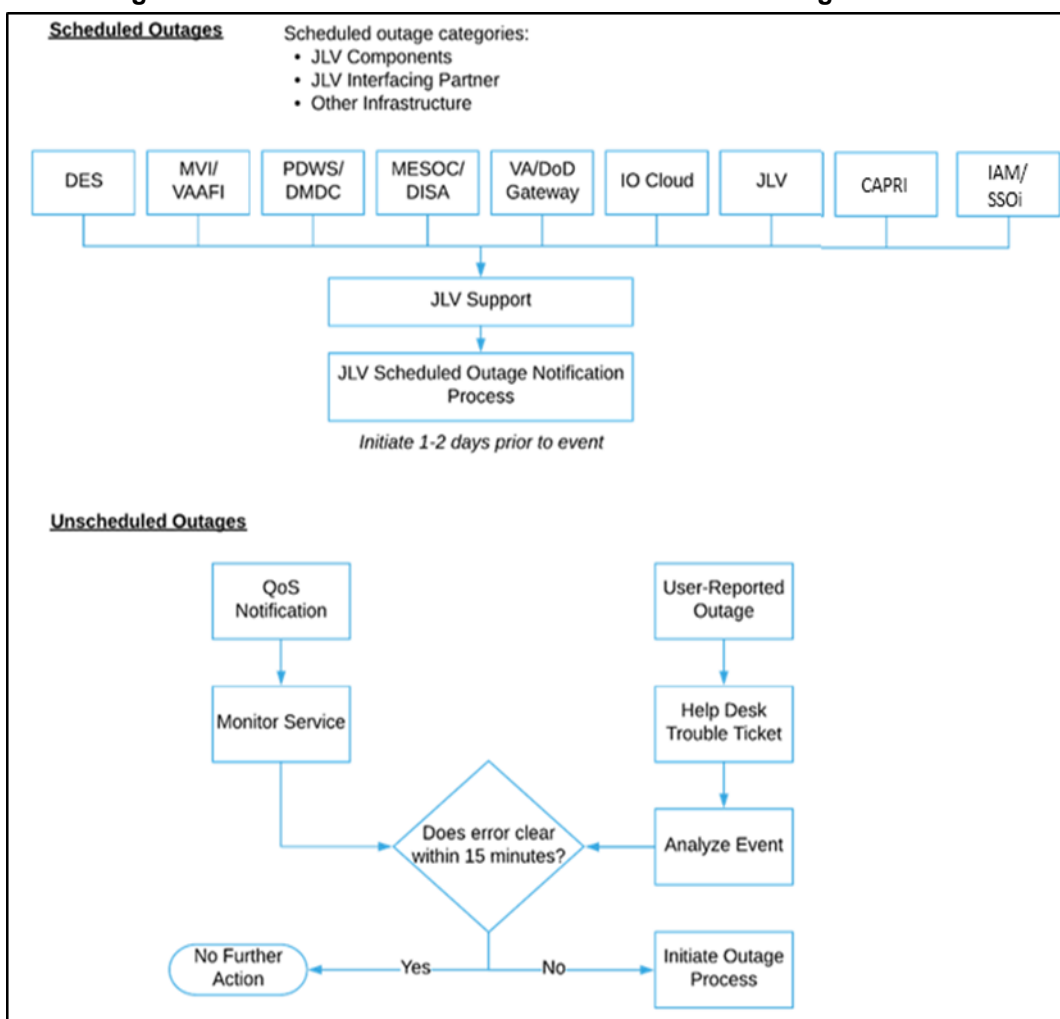 Scheduled Outages
Scheduled outage categories:
• JLV Components
• JLV Interfacing Partner
• Other Infrastructure
DES
MVI/
VAAFI
PDWS/
DMDC
MESOC/
DISA
VA/DoD
Gateway
IO Cloud
JLV
CAPRI
IAM/
SSOi
JLV Support
JLV Scheduled Outage Notification
Process
Initiate 1-2 days prior to event
Unscheduled Outages
QoS
Notification
User-Reported
Outage
Monitor Service
Help Desk
Trouble Ticket
Does error clear
within 15 minutes?
Analyze Event
No Further
Action
Yes
No
Initiate Outage
Process